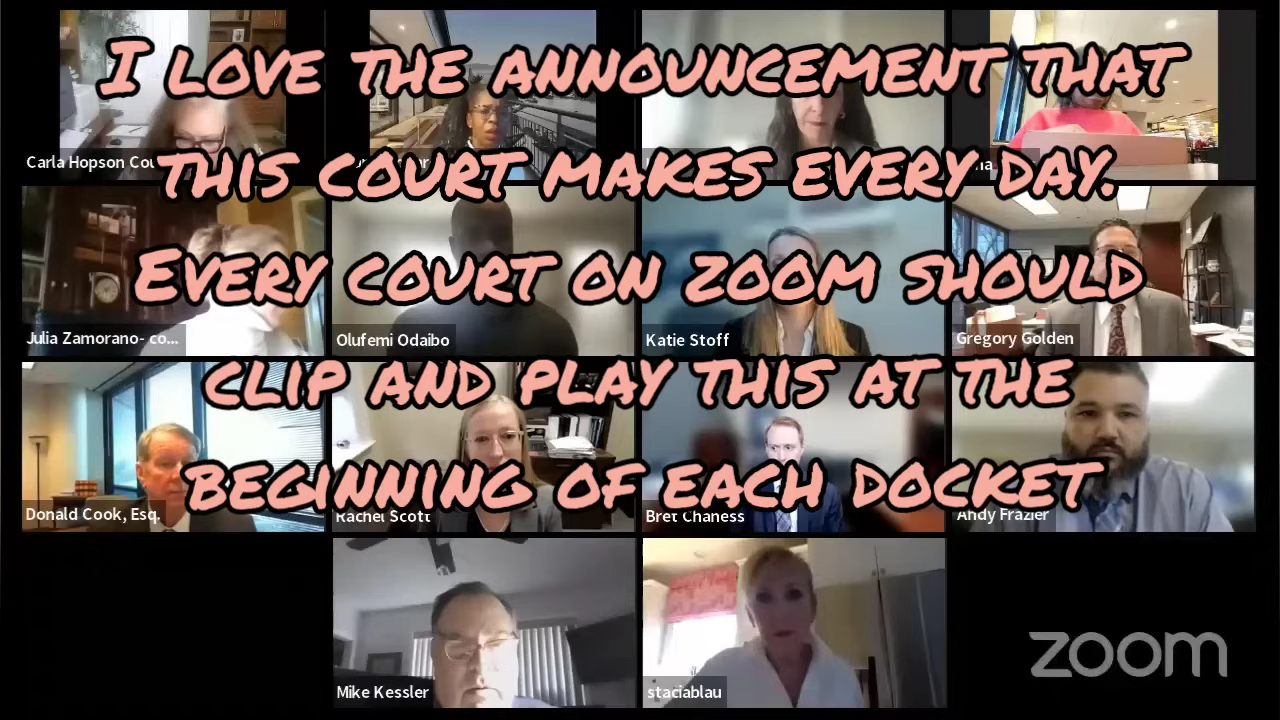 I LOVE THE ANNOUNCEMENT THAT
Carla Hopson Cou
THIS COURT MAKES EVERY DAY.
EVERY COURT ON ZOOM SHOULD
Julia Zamorano- co...
Olufemi Odaibo
Katie Stoff
Gregory Golden
CLIP AND PLAY THIS AT THE
BEGINNING OF EACH DOCKET
Donald Cook, Esq.
Rachel Scott
Bret Chaness
Andy Frazier
zoom
Mike Kessler
staciablau